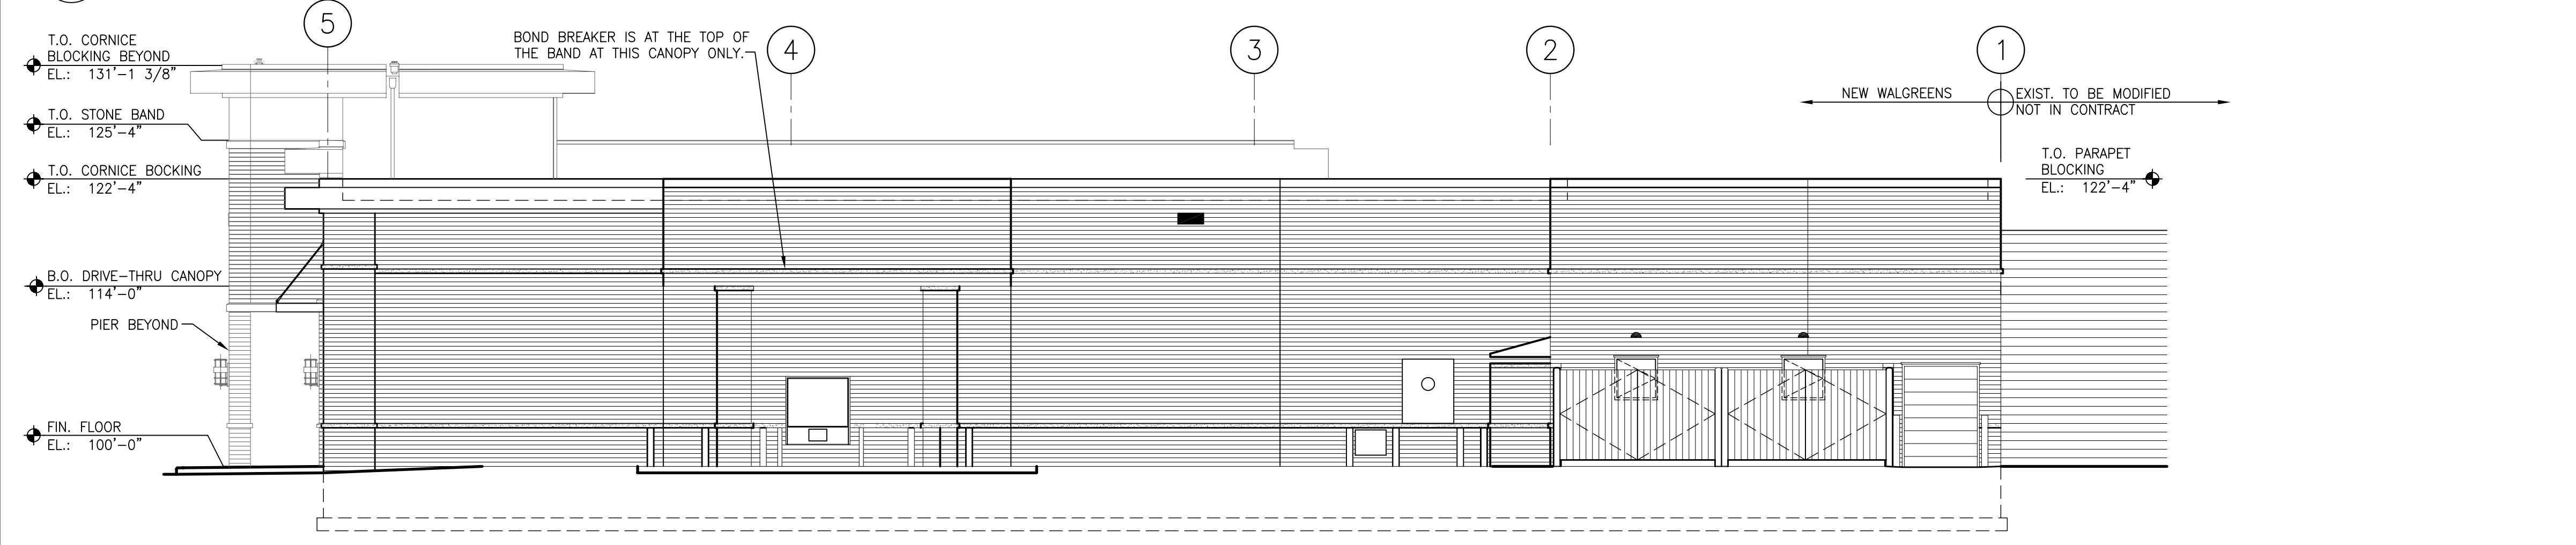 5
4
3
2
1
T.O. CORNICE
BLOCKING BEYOND
EL.: 131'-1 3/8"
T.O. STONE BAND
EL.: 125'-4"
T.O. CORNICE BOCKING
EL.: 122'-4"
B.O. DRIVE-THRU CANOPY
EL.: 114'-0"
PIER BEYOND
FIN. FLOOR
EL.: 100'-0"
BOND BREAKER IS AT THE TOP OF
THE BAND AT THIS CANOPY ONLY.
NEW WALGREENS
EXIST. TO BE MODIFIED
NOT IN CONTRACT
T.O. PARAPET
BLOCKING
EL.: 122'-4"